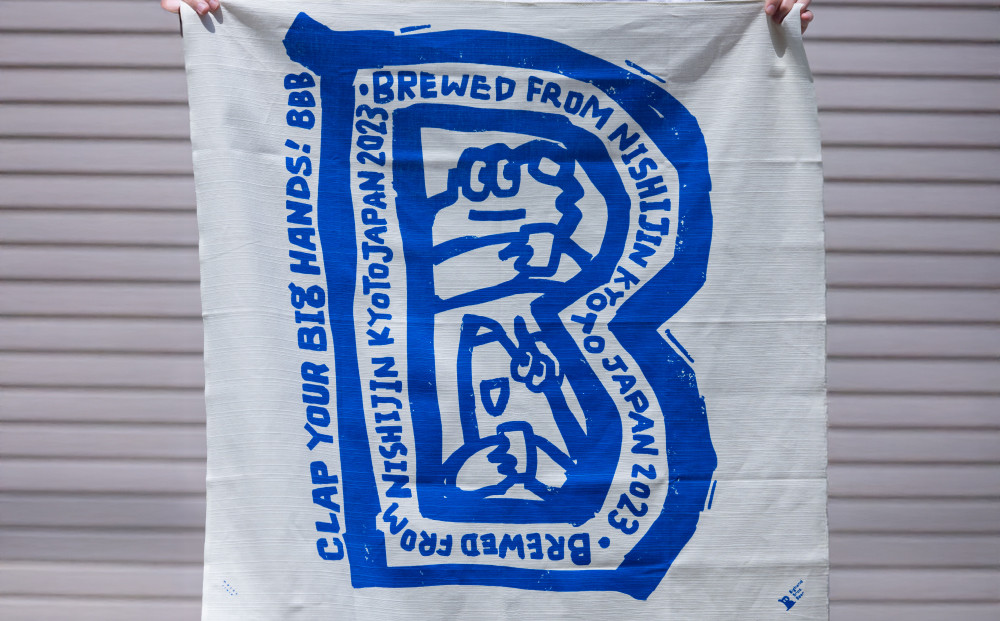 CLAP YOUR BIg HANDS! BBB
B
• BREWED FROM NISHIJIN KYOTO JAPAN 2023
• BREWED FROM NISHIJIN KYOTO JAPAN 2023